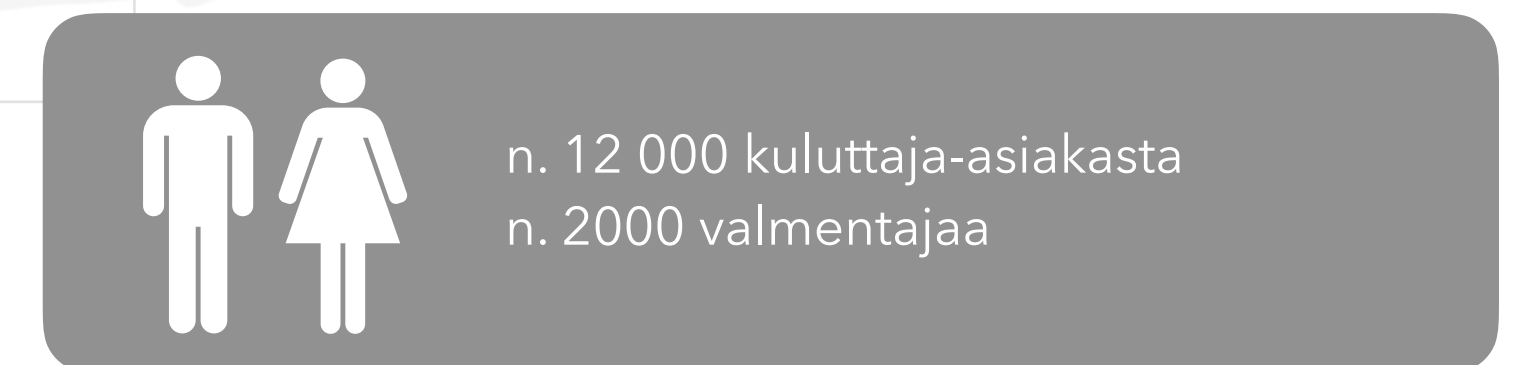 n. 12 000 kuluttaja-asiakasta
n. 2000 valmentajaa